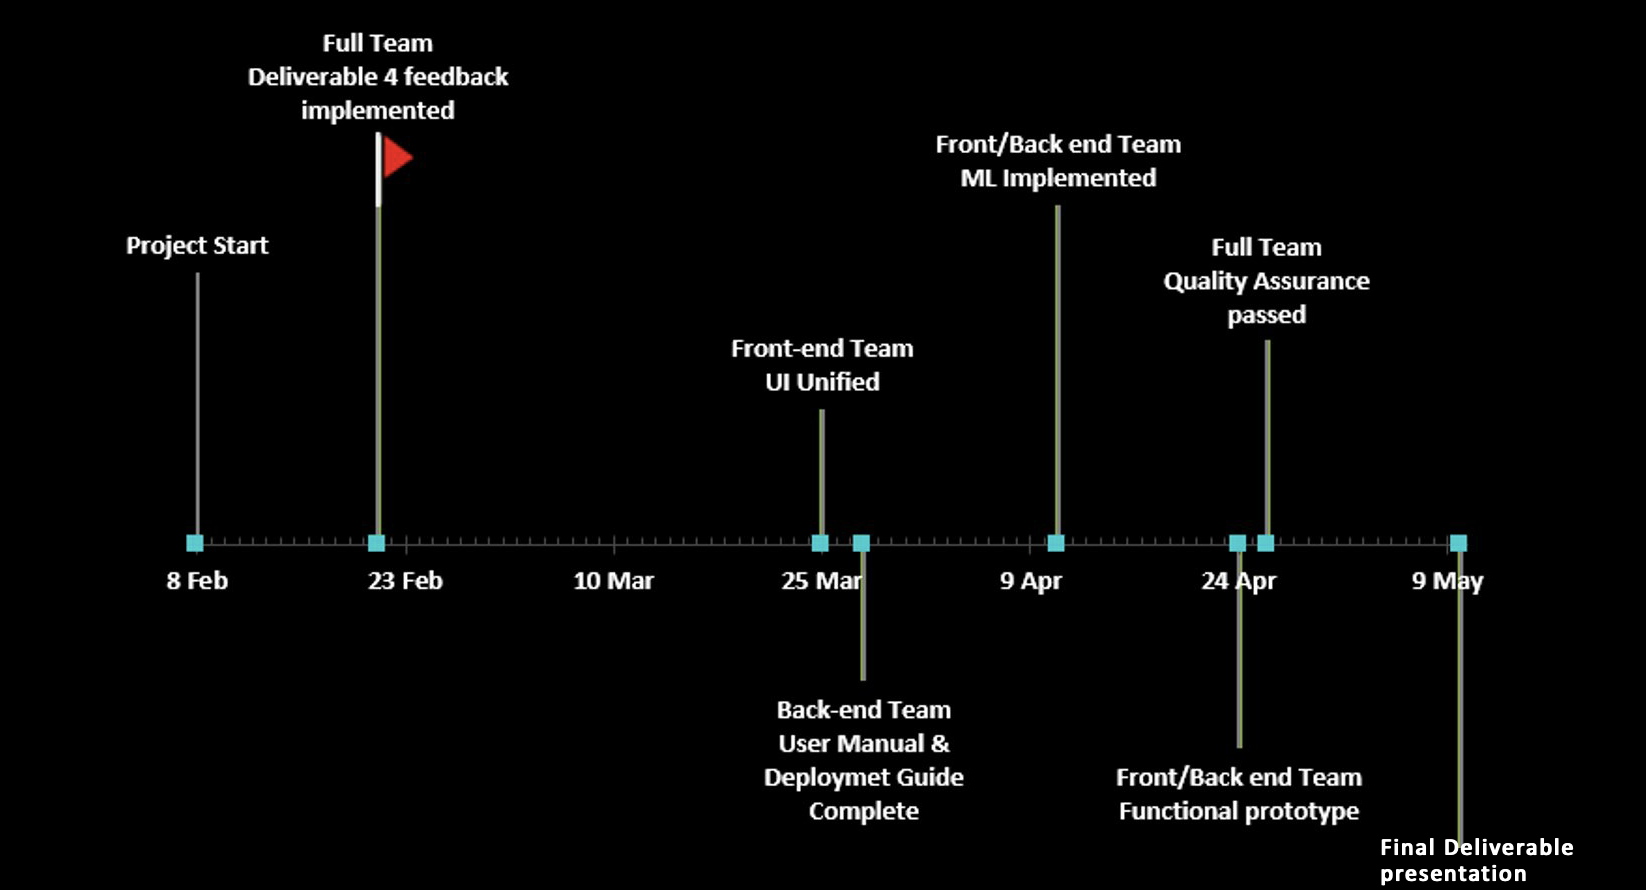 Full Team
Deliverable 4 feedback
implemented
Project Start
Front-end Team
UI Unified
Front/Back end Team
ML Implemented
Full Team
Quality Assurance
passed
8 Feb
23 Feb
10 Mar
25 Mar
9 Apr
24 Apr
9 May
Back-end Team
User Manual &
Deploymet Guide
Complete
Front/Back end Team
Functional prototype
Final Deliverable
presentation